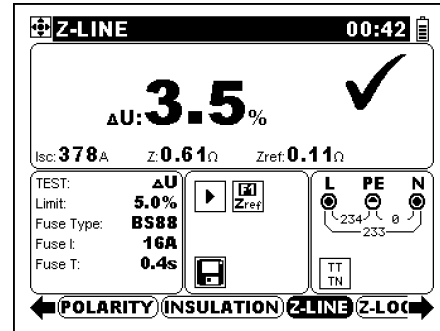 Z-LINE 00:42
ΔU: 3.5%
Isc: 378A Z: 0.61Ω Zref: 0.11Ω
TEST: ΔU
Limit: 5.0%
Fuse Type: BS88
Fuse I: 16A
Fuse T: 0.4s
F1
Zref
L PE N
234 0
233
TT
TN
POLARITY INSULATION Z-LINE Z-LOO